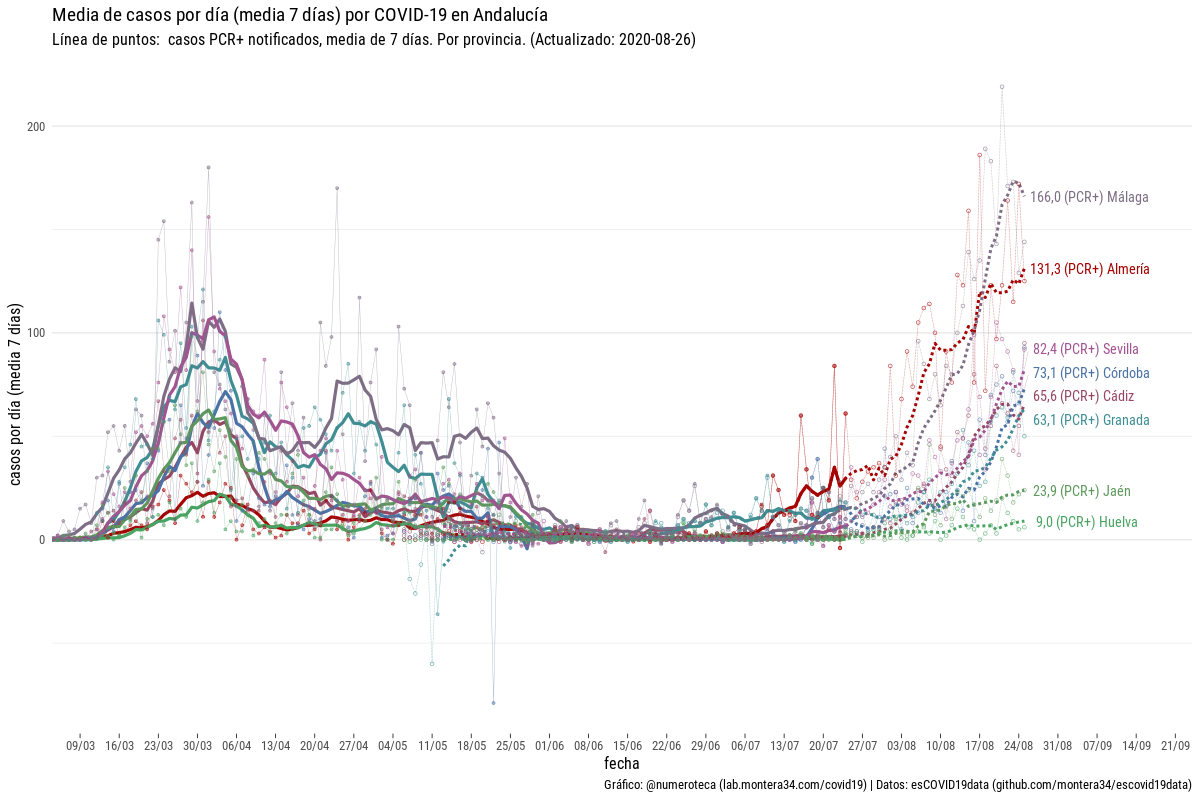 Media de casos por día (media 7 días) por COVID-19 en Andalucía
Línea de puntos:  casos PCR+ notificados, media de 7 días. Por provincia. (Actualizado: 2020-08-26)
casos por día (media 7 días)
200
100
0
166,0 (PCR+) Málaga
131,3 (PCR+) Almería
82,4 (PCR+) Sevilla
73,1 (PCR+) Córdoba
65,6 (PCR+) Cádiz
63,1 (PCR+) Granada
23,9 (PCR+) Jaén
9,0 (PCR+) Huelva
09/03 16/03 23/03 30/03 06/04 13/04 20/04 27/04 04/05 11/05 18/05 25/05 01/06 08/06 15/06 22/06 29/06 06/07 13/07 20/07 27/07 03/08 10/08 17/08 24/08 31/08 07/09 14/09 21/09
fecha
Gráfico: @numeroteca (lab.montera34.com/covid19) | Datos: esCOVID19data (github.com/montera34/escovid19data)